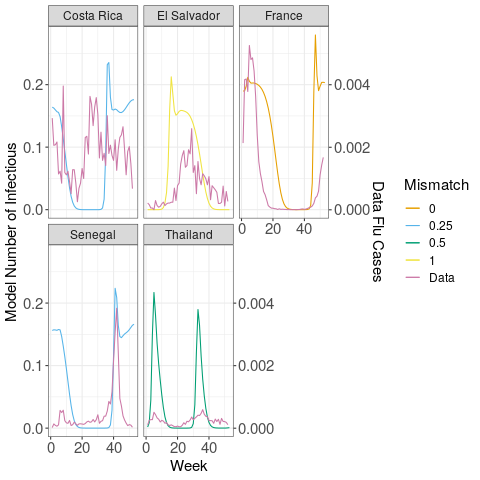 Costa Rica El Salvador France
0.2
0.1
0.0
0.004
0.002
0.000
0 20 40
Senegal Thailand
0.2
0.1
0.0
0.004
0.002
0.000
0 20 40 0 20 40
Week
Model Number of Infectious
Data Flu Cases
Mismatch
0
0.25
0.5
1
Data